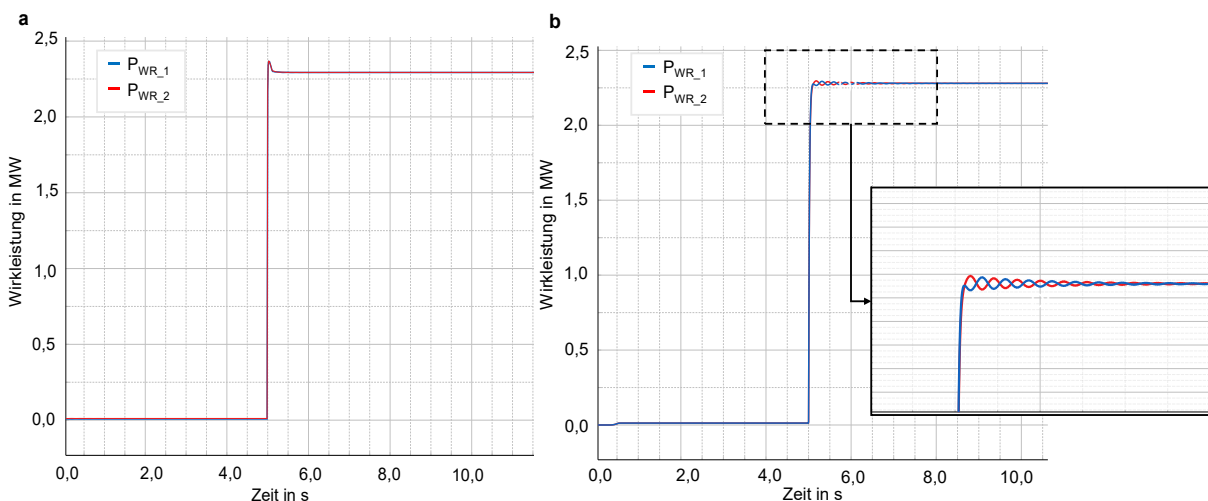 a
2,5
2,0
1,5
1,0
0,5
0,0
Wirkleistung in MW
P_WR_1
P_WR_2
0,0 2,0 4,0 6,0 8,0 10,0
Zeit in s
b
2,5
2,0
1,5
1,0
0,5
0,0
Wirkleistung in MW
P_WR_1
P_WR_2
0,0 2,0 4,0 6,0 8,0 10,0
Zeit in s